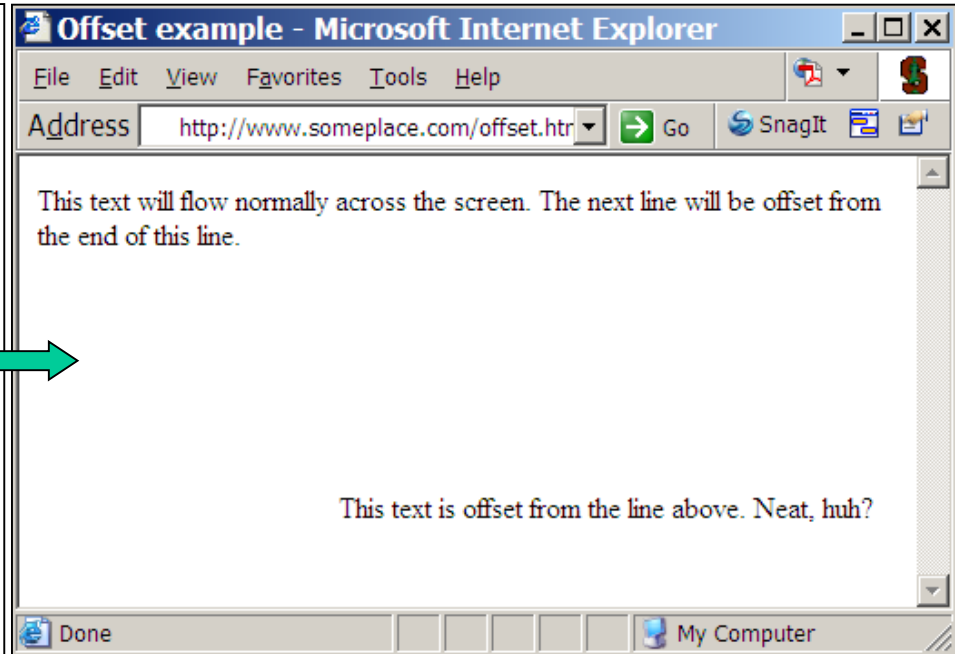 Offset example - Microsoft Internet Explorer
File Edit View Favorites Tools Help
Address http://www.someplace.com/offset.htr Go SnagIt
This text will flow normally across the screen. The next line will be offset from
the end of this line.
This text is offset from the line above. Neat, huh?
Done My Computer